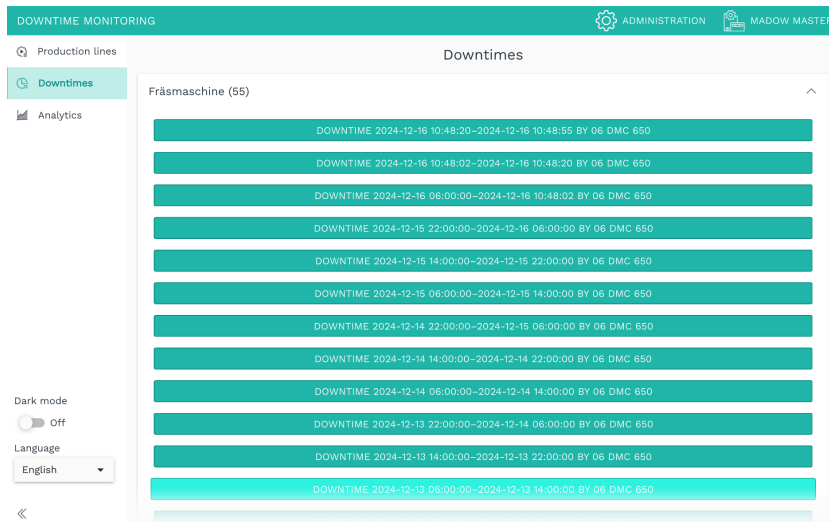 DOWNTIME MONITORING
ADMINISTRATION
MADOW MASTER
Production lines
Downtimes
Analytics
Downtimes
Fräsmaschine (55)
DOWNTIME 2024-12-16 10:48:20–2024-12-16 10:48:55 BY 06 DMC 650
DOWNTIME 2024-12-16 10:48:02–2024-12-16 10:48:20 BY 06 DMC 650
DOWNTIME 2024-12-16 06:00:00–2024-12-16 10:48:02 BY 06 DMC 650
DOWNTIME 2024-12-15 22:00:00–2024-12-16 06:00:00 BY 06 DMC 650
DOWNTIME 2024-12-15 14:00:00–2024-12-15 22:00:00 BY 06 DMC 650
DOWNTIME 2024-12-15 06:00:00–2024-12-15 14:00:00 BY 06 DMC 650
DOWNTIME 2024-12-14 22:00:00–2024-12-15 06:00:00 BY 06 DMC 650
DOWNTIME 2024-12-14 14:00:00–2024-12-14 22:00:00 BY 06 DMC 650
DOWNTIME 2024-12-14 06:00:00–2024-12-14 14:00:00 BY 06 DMC 650
DOWNTIME 2024-12-13 22:00:00–2024-12-14 06:00:00 BY 06 DMC 650
DOWNTIME 2024-12-13 14:00:00–2024-12-13 22:00:00 BY 06 DMC 650
DOWNTIME 2024-12-13 06:00:00–2024-12-13 14:00:00 BY 06 DMC 650
Dark mode
Off
Language
English